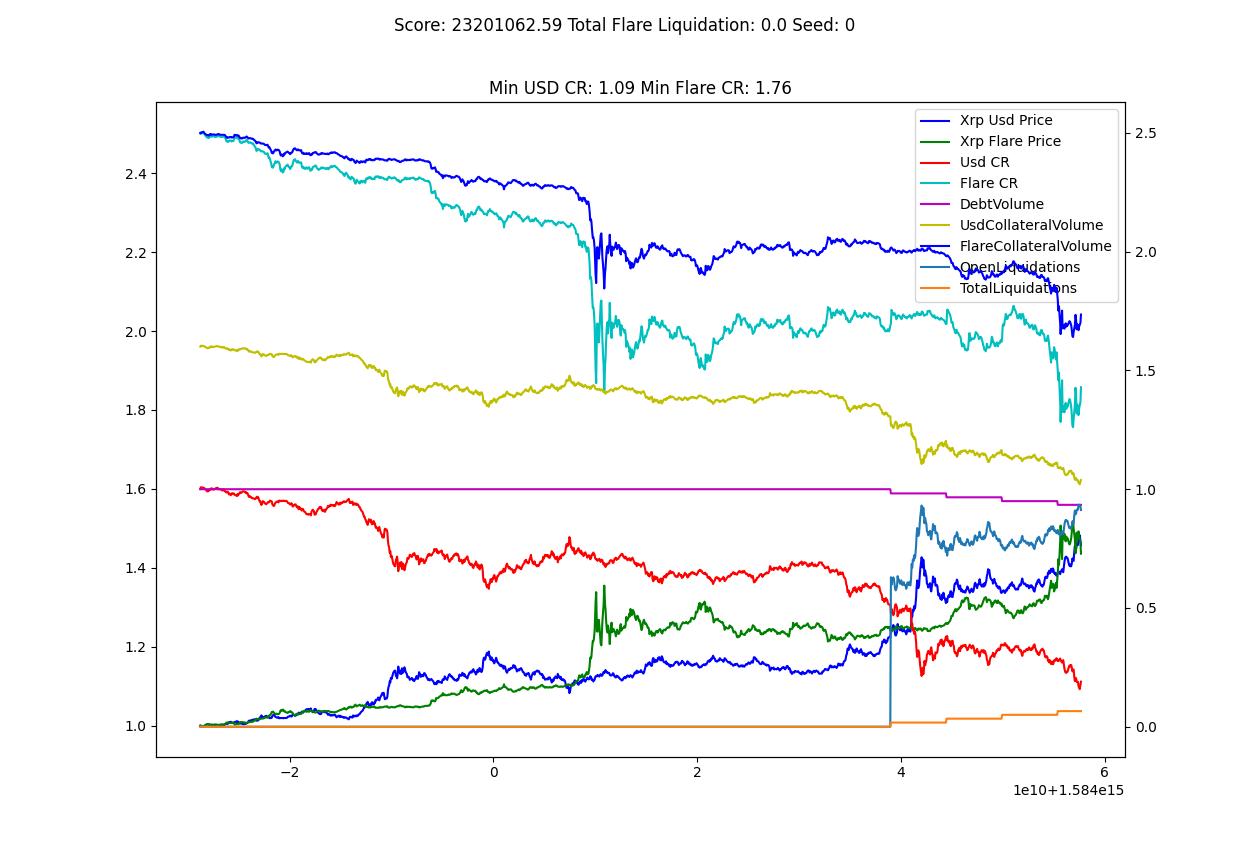 Score: 23201062.59 Total Flare Liquidation: 0.0 Seed: 0
Min USD CR: 1.09 Min Flare CR: 1.76
Xrp Usd Price
Xrp Flare Price
Usd CR
Flare CR
DebtVolume
UsdCollateralVolume
FlareCollateralVolume
OpenLiquidations
TotalLiquidations
2.4
2.2
2.0
1.8
1.6
1.4
1.2
1.0
2.5
2.0
1.5
1.0
0.5
0.0
−2 0 2 4 6
1e10+1.584e15